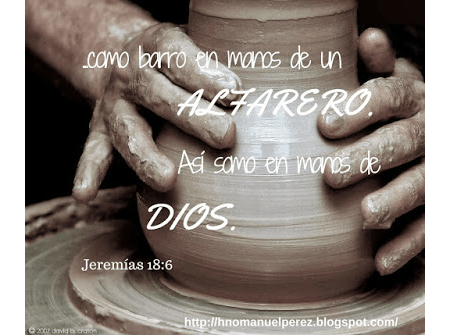 ..como barro en manos de un
ALFARERO.
Así somo en manos de
DIOS.
Jeremías 18:6
http://hnomanuelperez.blogspot.com/